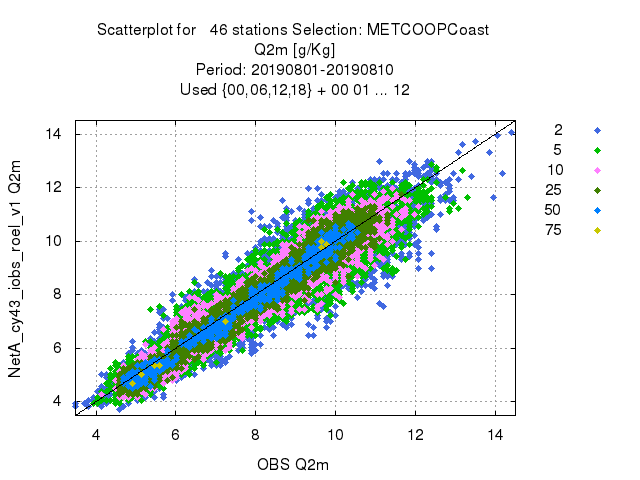 Scatterplot for 46 stations Selection: METCOOPCoast
Q2m [g/Kg]
Period: 20190801-20190810
Used {00,06,12,18} + 00 01 ... 12
2
5
10
25
50
75
14
12
10
8
6
4
NetA_cy43_iobs_roel_v1 Q2m
4 6 8 10 12 14
OBS Q2m